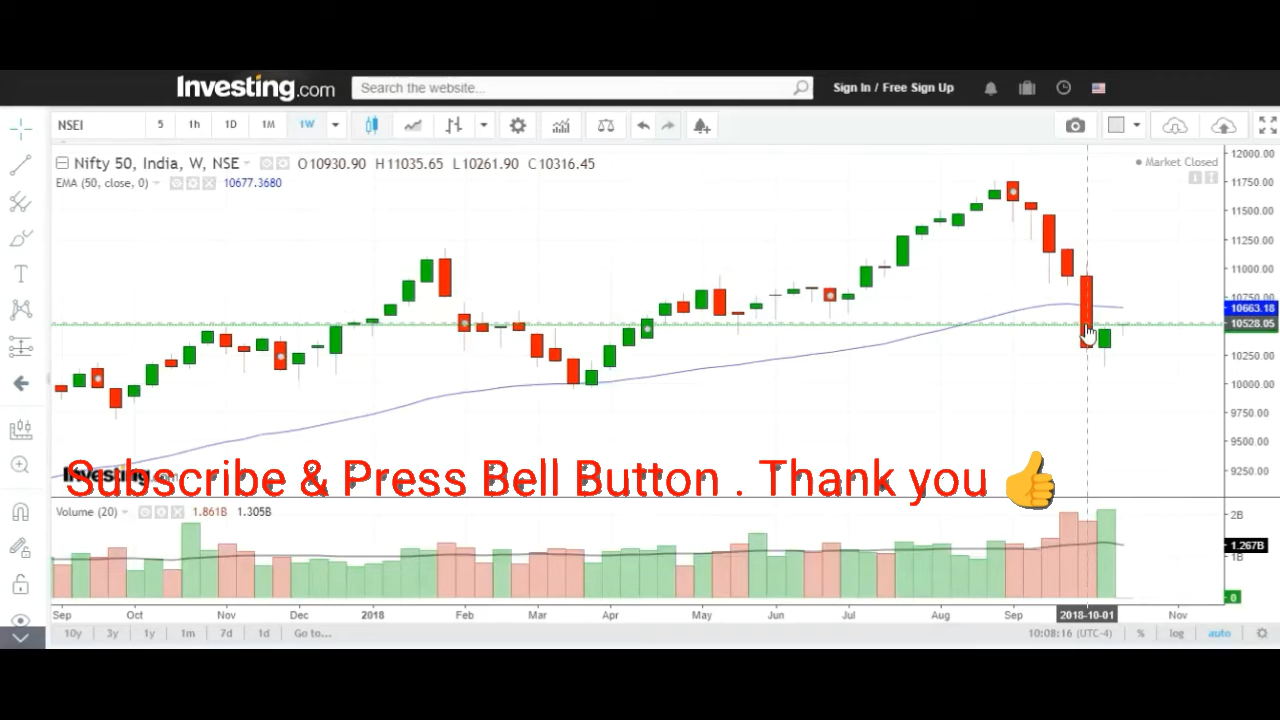 Investing.com Search the website... Sign In / Free Sign Up
NSEI 5 1h 1D 1M 1W
Nifty 50, India, W, NSE O10930.90 H11035.65 L10261.90 C10316.45
Market Closed
EMA (50, close, 0) 10677.3680
12000.00
11750.00
11500.00
11250.00
11000.00
10750.00
10663.18
10528.05
10250.00
10000.00
9750.00
9500.00
9250.00
Investing.com
Subscribe & Press Bell Button . Thank you 👍
Volume (20) 1.861B 1.305B
2B
1.267B
1B
0
Sep Oct Nov Dec 2018 Feb Mar Apr May Jun Jul Aug Sep 2018-10-01 Nov
10y 3y 1y 1m 7d 1d Go to... 10:08:16 (UTC-4) % log auto